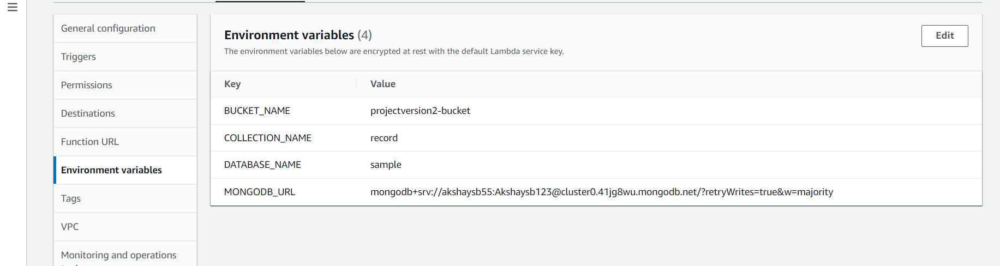 General configuration
Triggers
Permissions
Destinations
Function URL
Environment variables
Tags
VPC
Monitoring and operations
Environment variables (4)
Edit
The environment variables below are encrypted at rest with the default Lambda service key.
Key Value
BUCKET_NAME projectversion2-bucket
COLLECTION_NAME record
DATABASE_NAME sample
MONGODB_URL mongodb+srv://akshaysb55:Akshaysb123@cluster0.41jg8wu.mongodb.net/?retryWrites=true&w=majority